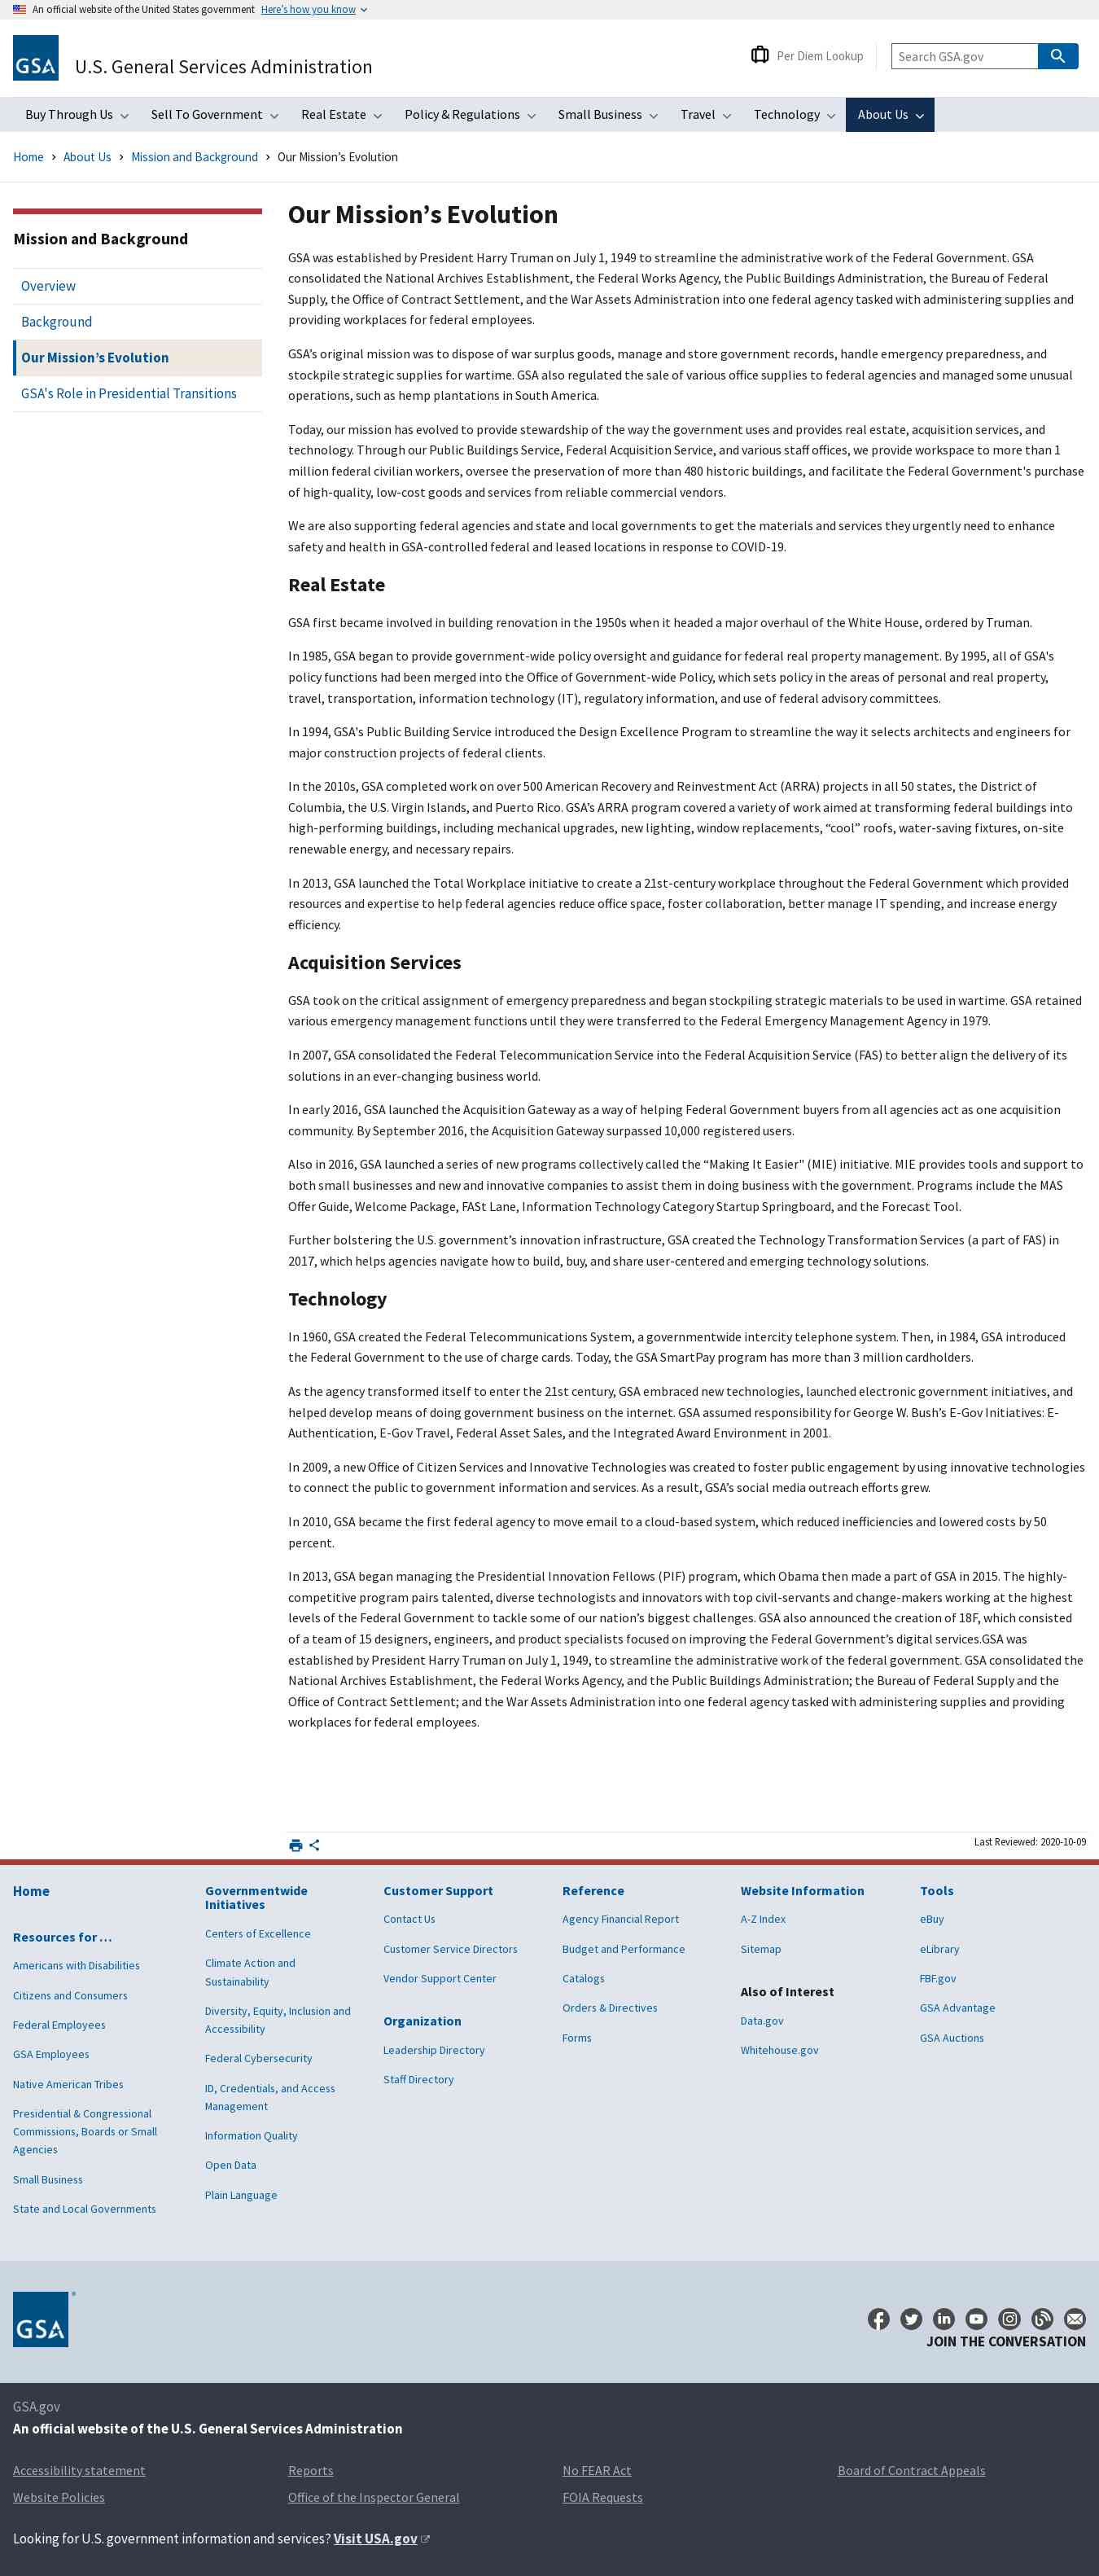 An official website of the United States government Here's how you know
GSA
U.S. General Services Administration
Per Diem Lookup
Search GSA.gov
Buy Through Us
Sell To Government
Real Estate
Policy & Regulations
Small Business
Travel
Technology
About Us
Home › About Us › Mission and Background › Our Mission’s Evolution
Mission and Background
Overview
Background
Our Mission’s Evolution
GSA's Role in Presidential Transitions
Our Mission’s Evolution
GSA was established by President Harry Truman on July 1, 1949 to streamline the administrative work of the Federal Government. GSA
consolidated the National Archives Establishment, the Federal Works Agency, the Public Buildings Administration, the Bureau of Federal
Supply, the Office of Contract Settlement, and the War Assets Administration into one federal agency tasked with administering supplies and
providing workplaces for federal employees.
GSA’s original mission was to dispose of war surplus goods, manage and store government records, handle emergency preparedness, and
stockpile strategic supplies for wartime. GSA also regulated the sale of various office supplies to federal agencies and managed some unusual
operations, such as hemp plantations in South America.
Today, our mission has evolved to provide stewardship of the way the government uses and provides real estate, acquisition services, and
technology. Through our Public Buildings Service, Federal Acquisition Service, and various staff offices, we provide workspace to more than 1
million federal civilian workers, oversee the preservation of more than 480 historic buildings, and facilitate the Federal Government's purchase
of high-quality, low-cost goods and services from reliable commercial vendors.
We are also supporting federal agencies and state and local governments to get the materials and services they urgently need to enhance
safety and health in GSA-controlled federal and leased locations in response to COVID-19.
Real Estate
GSA first became involved in building renovation in the 1950s when it headed a major overhaul of the White House, ordered by Truman.
In 1985, GSA began to provide government-wide policy oversight and guidance for federal real property management. By 1995, all of GSA's
policy functions had been merged into the Office of Government-wide Policy, which sets policy in the areas of personal and real property,
travel, transportation, information technology (IT), regulatory information, and use of federal advisory committees.
In 1994, GSA's Public Building Service introduced the Design Excellence Program to streamline the way it selects architects and engineers for
major construction projects of federal clients.
In the 2010s, GSA completed work on over 500 American Recovery and Reinvestment Act (ARRA) projects in all 50 states, the District of
Columbia, the U.S. Virgin Islands, and Puerto Rico. GSA’s ARRA program covered a variety of work aimed at transforming federal buildings into
high-performing buildings, including mechanical upgrades, new lighting, window replacements, “cool” roofs, water-saving fixtures, on-site
renewable energy, and necessary repairs.
In 2013, GSA launched the Total Workplace initiative to create a 21st-century workplace throughout the Federal Government which provided
resources and expertise to help federal agencies reduce office space, foster collaboration, better manage IT spending, and increase energy
efficiency.
Acquisition Services
GSA took on the critical assignment of emergency preparedness and began stockpiling strategic materials to be used in wartime. GSA retained
various emergency management functions until they were transferred to the Federal Emergency Management Agency in 1979.
In 2007, GSA consolidated the Federal Telecommunication Service into the Federal Acquisition Service (FAS) to better align the delivery of its
solutions in an ever-changing business world.
In early 2016, GSA launched the Acquisition Gateway as a way of helping Federal Government buyers from all agencies act as one acquisition
community. By September 2016, the Acquisition Gateway surpassed 10,000 registered users.
Also in 2016, GSA launched a series of new programs collectively called the “Making It Easier" (MIE) initiative. MIE provides tools and support to
both small businesses and new and innovative companies to assist them in doing business with the government. Programs include the MAS
Offer Guide, Welcome Package, FASt Lane, Information Technology Category Startup Springboard, and the Forecast Tool.
Further bolstering the U.S. government’s innovation infrastructure, GSA created the Technology Transformation Services (a part of FAS) in
2017, which helps agencies navigate how to build, buy, and share user-centered and emerging technology solutions.
Technology
In 1960, GSA created the Federal Telecommunications System, a governmentwide intercity telephone system. Then, in 1984, GSA introduced
the Federal Government to the use of charge cards. Today, the GSA SmartPay program has more than 3 million cardholders.
As the agency transformed itself to enter the 21st century, GSA embraced new technologies, launched electronic government initiatives, and
helped develop means of doing government business on the internet. GSA assumed responsibility for George W. Bush’s E-Gov Initiatives: E-
Authentication, E-Gov Travel, Federal Asset Sales, and the Integrated Award Environment in 2001.
In 2009, a new Office of Citizen Services and Innovative Technologies was created to foster public engagement by using innovative technologies
to connect the public to government information and services. As a result, GSA’s social media outreach efforts grew.
In 2010, GSA became the first federal agency to move email to a cloud-based system, which reduced inefficiencies and lowered costs by 50
percent.
In 2013, GSA began managing the Presidential Innovation Fellows (PIF) program, which Obama then made a part of GSA in 2015. The highly-
competitive program pairs talented, diverse technologists and innovators with top civil-servants and change-makers working at the highest
levels of the Federal Government to tackle some of our nation’s biggest challenges. GSA also announced the creation of 18F, which consisted
of a team of 15 designers, engineers, and product specialists focused on improving the Federal Government’s digital services.GSA was
established by President Harry Truman on July 1, 1949, to streamline the administrative work of the federal government. GSA consolidated the
National Archives Establishment, the Federal Works Agency, and the Public Buildings Administration; the Bureau of Federal Supply and the
Office of Contract Settlement; and the War Assets Administration into one federal agency tasked with administering supplies and providing
workplaces for federal employees.
Last Reviewed: 2020-10-09
Home
Resources for …
Americans with Disabilities
Citizens and Consumers
Federal Employees
GSA Employees
Native American Tribes
Presidential & Congressional
Commissions, Boards or Small
Agencies
Small Business
State and Local Governments
Governmentwide
Initiatives
Centers of Excellence
Climate Action and
Sustainability
Diversity, Equity, Inclusion and
Accessibility
Federal Cybersecurity
ID, Credentials, and Access
Management
Information Quality
Open Data
Plain Language
Customer Support
Contact Us
Customer Service Directors
Vendor Support Center
Organization
Leadership Directory
Staff Directory
Reference
Agency Financial Report
Budget and Performance
Catalogs
Orders & Directives
Forms
Website Information
A-Z Index
Sitemap
Also of Interest
Data.gov
Whitehouse.gov
Tools
eBuy
eLibrary
FBF.gov
GSA Advantage
GSA Auctions
GSA®
JOIN THE CONVERSATION
GSA.gov
An official website of the U.S. General Services Administration
Accessibility statement
Reports
No FEAR Act
Board of Contract Appeals
Website Policies
Office of the Inspector General
FOIA Requests
Looking for U.S. government information and services? Visit USA.gov